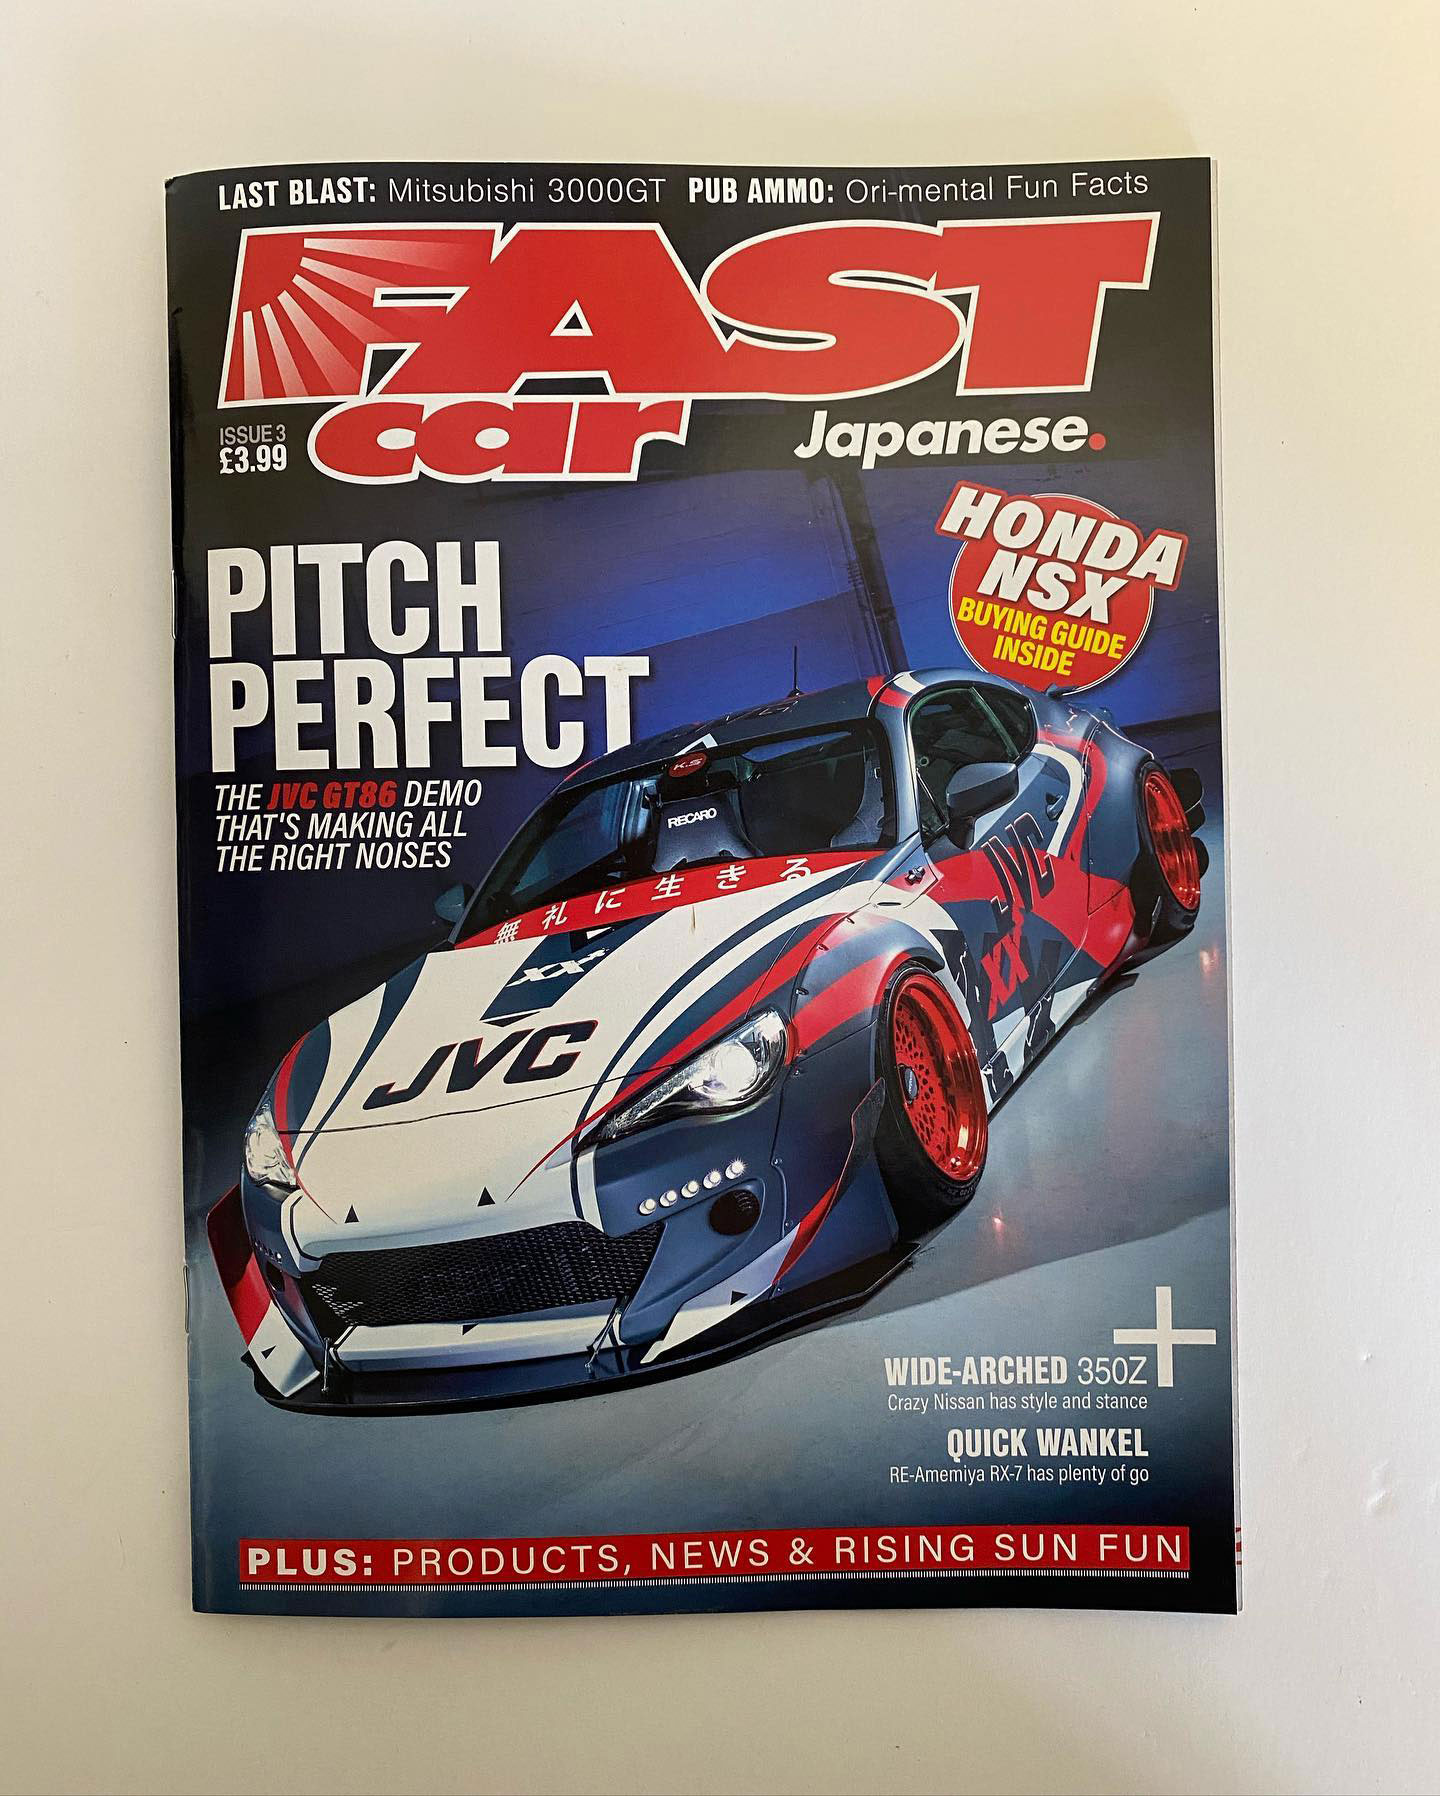 LAST BLAST: Mitsubishi 3000GT PUB AMMO: Ori-mental Fun Facts
FAST
car
Japanese.
ISSUE 3
£3.99
HONDA
NSX
BUYING GUIDE
INSIDE
PITCH
PERFECT
THE JVC GT86 DEMO
THAT'S MAKING ALL
THE RIGHT NOISES
K.S
RECARO
無礼に生きる
XXX
JVC
JVC
XXX
WIDE-ARCHED 350Z
Crazy Nissan has style and stance
QUICK WANKEL
RE-Amemiya RX-7 has plenty of go
PLUS: PRODUCTS, NEWS & RISING SUN FUN